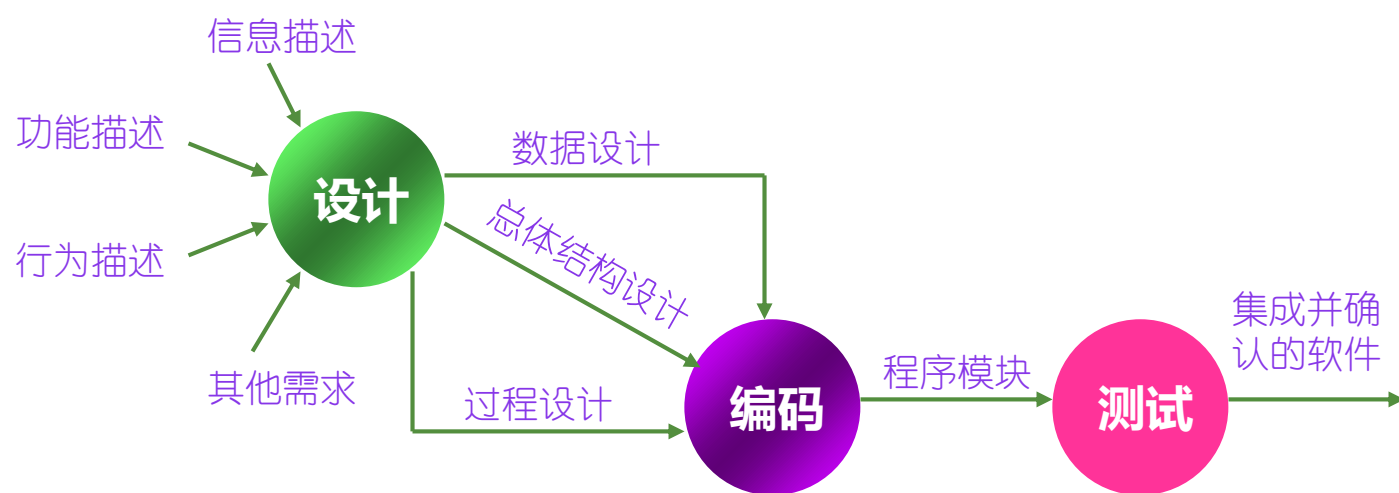 信息描述
功能描述
行为描述
其他需求
设计
数据设计
总体结构设计
过程设计
编码
程序模块
测试
集成并确
认的软件